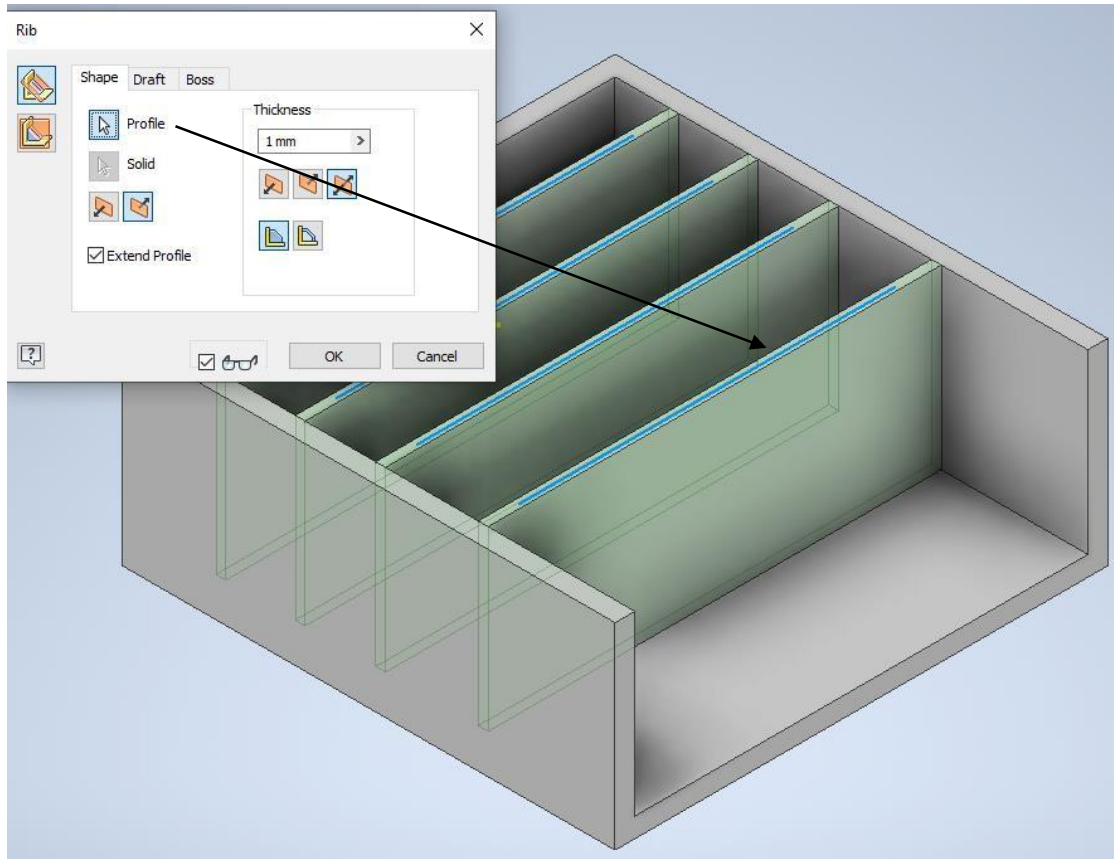 Rib
Shape Draft Boss
Profile
Solid
Extend Profile
Thickness
1 mm
OK Cancel